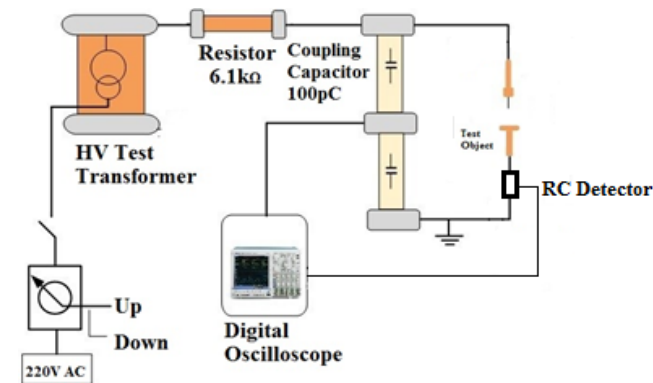 Resistor
6.1kΩ
Coupling
Capacitor
100pC
HV Test
Transformer
Test
Object
RC Detector
Up
Down
Digital
Oscilloscope
220V AC